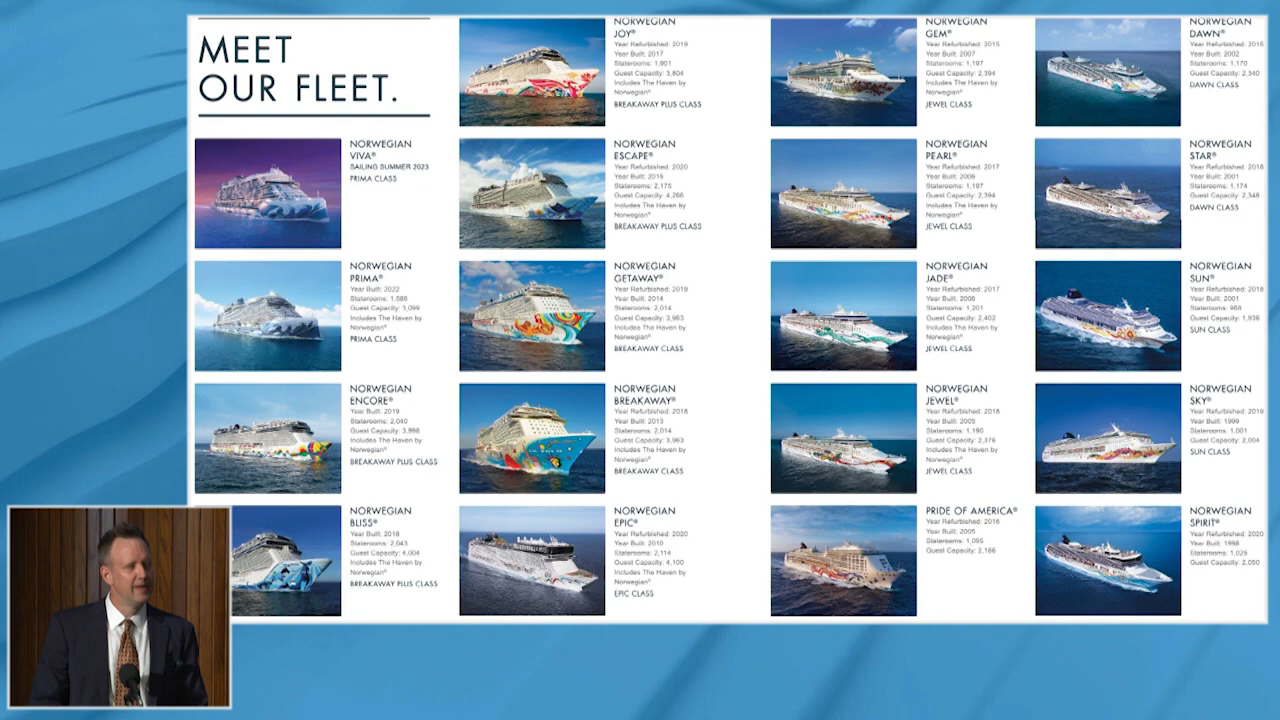 MEET
OUR FLEET.
NORWEGIAN
VIVA®
SAILING SUMMER 2023
PRIMA CLASS
NORWEGIAN
PRIMA®
Year Built: 2022
Staterooms: 1,586
Guest Capacity: 3,099
Includes The Haven by
Norwegian®
PRIMA CLASS
NORWEGIAN
ENCORE®
Year Built: 2019
Staterooms: 2,040
Guest Capacity: 3,998
Includes The Haven by
Norwegian®
BREAKAWAY PLUS CLASS
NORWEGIAN
BLISS®
Year Built: 2018
Staterooms: 2,043
Guest Capacity: 4,004
Includes The Haven by
Norwegian®
BREAKAWAY PLUS CLASS
NORWEGIAN
JOY®
Year Refurbished: 2019
Year Built: 2017
Staterooms: 1,901
Guest Capacity: 3,804
Includes The Haven by
Norwegian®
BREAKAWAY PLUS CLASS
NORWEGIAN
ESCAPE®
Year Refurbished: 2020
Year Built: 2015
Staterooms: 2,175
Guest Capacity: 4,266
Includes The Haven by
Norwegian®
BREAKAWAY PLUS CLASS
NORWEGIAN
GETAWAY®
Year Refurbished: 2019
Year Built: 2014
Staterooms: 2,014
Guest Capacity: 3,963
Includes The Haven by
Norwegian®
BREAKAWAY CLASS
NORWEGIAN
BREAKAWAY®
Year Refurbished: 2018
Year Built: 2013
Staterooms: 2,014
Guest Capacity: 3,963
Includes The Haven by
Norwegian®
BREAKAWAY CLASS
NORWEGIAN
EPIC®
Year Refurbished: 2020
Year Built: 2010
Staterooms: 2,114
Guest Capacity: 4,100
Includes The Haven by
Norwegian®
EPIC CLASS
NORWEGIAN
GEM®
Year Refurbished: 2015
Year Built: 2007
Staterooms: 1,197
Guest Capacity: 2,394
Includes The Haven by
Norwegian®
JEWEL CLASS
NORWEGIAN
PEARL®
Year Refurbished: 2017
Year Built: 2006
Staterooms: 1,197
Guest Capacity: 2,394
Includes The Haven by
Norwegian®
JEWEL CLASS
NORWEGIAN
JADE®
Year Refurbished: 2017
Year Built: 2006
Staterooms: 1,201
Guest Capacity: 2,402
Includes The Haven by
Norwegian®
JEWEL CLASS
NORWEGIAN
JEWEL®
Year Refurbished: 2018
Year Built: 2005
Staterooms: 1,190
Guest Capacity: 2,376
Includes The Haven by
Norwegian®
JEWEL CLASS
PRIDE OF AMERICA®
Year Refurbished: 2016
Year Built: 2005
Staterooms: 1,095
Guest Capacity: 2,186
NORWEGIAN
DAWN®
Year Refurbished: 2016
Year Built: 2002
Staterooms: 1,170
Guest Capacity: 2,340
DAWN CLASS
NORWEGIAN
STAR®
Year Refurbished: 2018
Year Built: 2001
Staterooms: 1,174
Guest Capacity: 2,348
DAWN CLASS
NORWEGIAN
SUN®
Year Refurbished: 2018
Year Built: 2001
Staterooms: 968
Guest Capacity: 1,936
SUN CLASS
NORWEGIAN
SKY®
Year Refurbished: 2019
Year Built: 1999
Staterooms: 1,001
Guest Capacity: 2,004
SUN CLASS
NORWEGIAN
SPIRIT®
Year Refurbished: 2020
Year Built: 1998
Staterooms: 1,025
Guest Capacity: 2,000